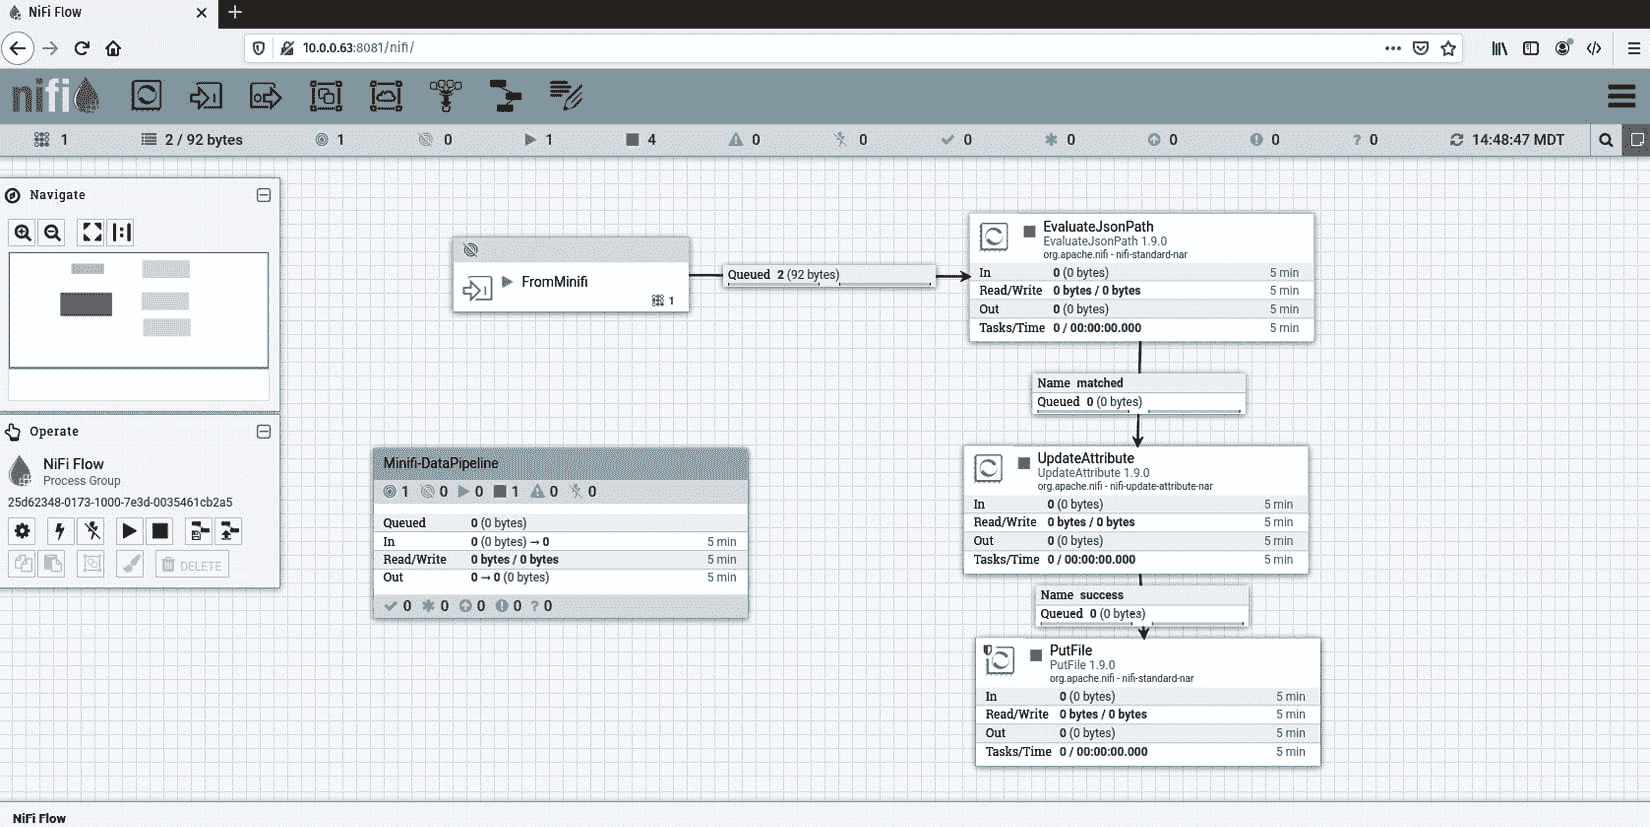 NiFi Flow
10.0.0.63:8081/nifi/
nifi
1 2 / 92 bytes 1 0 1 4 0 0 0 0 0 0 ? 0 14:48:47 MDT
Navigate
Operate
NiFi Flow
Process Group
25d62348-0173-1000-7e3d-0035461cb2a5
DELETE
FromMinifi
1
Queued 2 (92 bytes)
EvaluateJsonPath
EvaluateJsonPath 1.9.0
org.apache.nifi - nifi-standard-nar
In 0 (0 bytes) 5 min
Read/Write 0 bytes / 0 bytes 5 min
Out 0 (0 bytes) 5 min
Tasks/Time 0 / 00:00:00.000 5 min
Name matched
Queued 0 (0 bytes)
Minifi-DataPipeline
1 0 0 1 0 0
Queued 0 (0 bytes)
In 0 (0 bytes) → 0 5 min
Read/Write 0 bytes / 0 bytes 5 min
Out 0 → 0 (0 bytes) 5 min
0 0 0 0 ? 0
UpdateAttribute
UpdateAttribute 1.9.0
org.apache.nifi - nifi-update-attribute-nar
In 0 (0 bytes) 5 min
Read/Write 0 bytes / 0 bytes 5 min
Out 0 (0 bytes) 5 min
Tasks/Time 0 / 00:00:00.000 5 min
Name success
Queued 0 (0 bytes)
PutFile
PutFile 1.9.0
org.apache.nifi - nifi-standard-nar
In 0 (0 bytes) 5 min
Read/Write 0 bytes / 0 bytes 5 min
Out 0 (0 bytes) 5 min
Tasks/Time 0 / 00:00:00.000 5 min
NiFi Flow